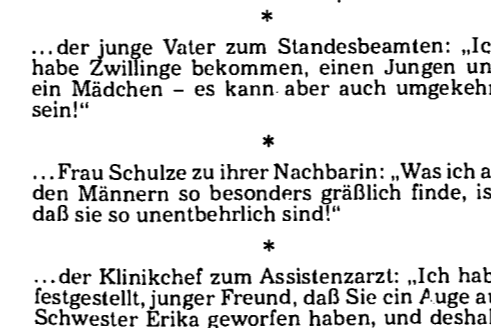 *
...der junge Vater zum Standesbeamten: „Ic
habe Zwillinge bekommen, einen Jungen un
ein Mädchen – es kann aber auch umgekehr
sein!“
*
...Frau Schulze zu ihrer Nachbarin: „Was ich a
den Männern so besonders gräßlich finde, is
daß sie so unentbehrlich sind!“
*
...der Klinikchef zum Assistenzarzt: „Ich hab
festgestellt, junger Freund, daß Sie ein Auge au
Schwester Erika geworfen haben, und deshal